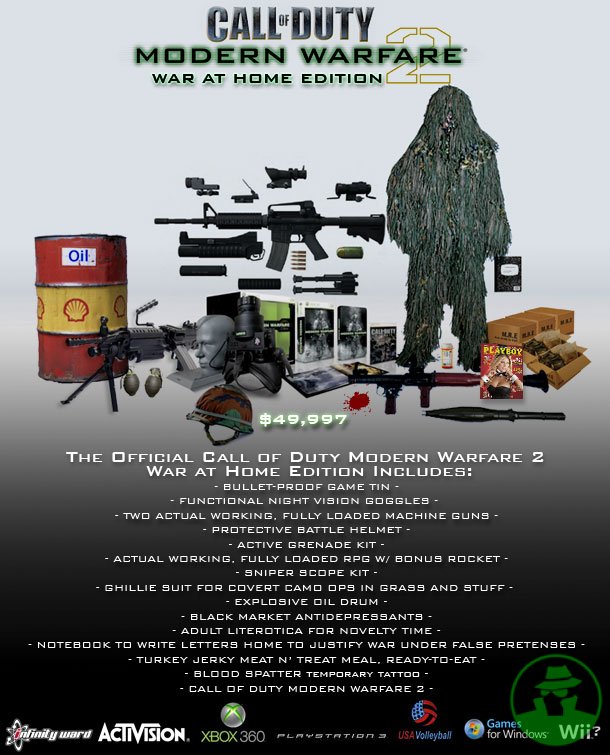 CALL OF DUTY
MODERN WARFARE 2
WAR AT HOME EDITION
Oil
M.R.E
PLAYBOY
$49,997
THE OFFICIAL CALL OF DUTY MODERN WARFARE 2
WAR AT HOME EDITION INCLUDES:
- BULLET-PROOF GAME TIN -
- FUNCTIONAL NIGHT VISION GOGGLES -
- TWO ACTUAL WORKING, FULLY LOADED MACHINE GUNS -
- PROTECTIVE BATTLE HELMET -
- ACTIVE GRENADE KIT -
- ACTUAL WORKING, FULLY LOADED RPG W/ BONUS ROCKET -
- SNIPER SCOPE KIT -
- GHILLIE SUIT FOR COVERT CAMO OPS IN GRASS AND STUFF -
- EXPLOSIVE OIL DRUM -
- BLACK MARKET ANTIDEPRESSANTS -
- ADULT LITEROTICA FOR NOVELTY TIME -
- NOTEBOOK TO WRITE LETTERS HOME TO JUSTIFY WAR UNDER FALSE PRETENSES -
- TURKEY JERKY MEAT N' TREAT MEAL, READY-TO-EAT -
- BLOOD SPATTER TEMPORARY TATTOO -
- CALL OF DUTY MODERN WARFARE 2 -
infinity ward ACTIVISION XBOX 360 PLAYSTATION 3 USA Volleyball Games for Windows Wii?